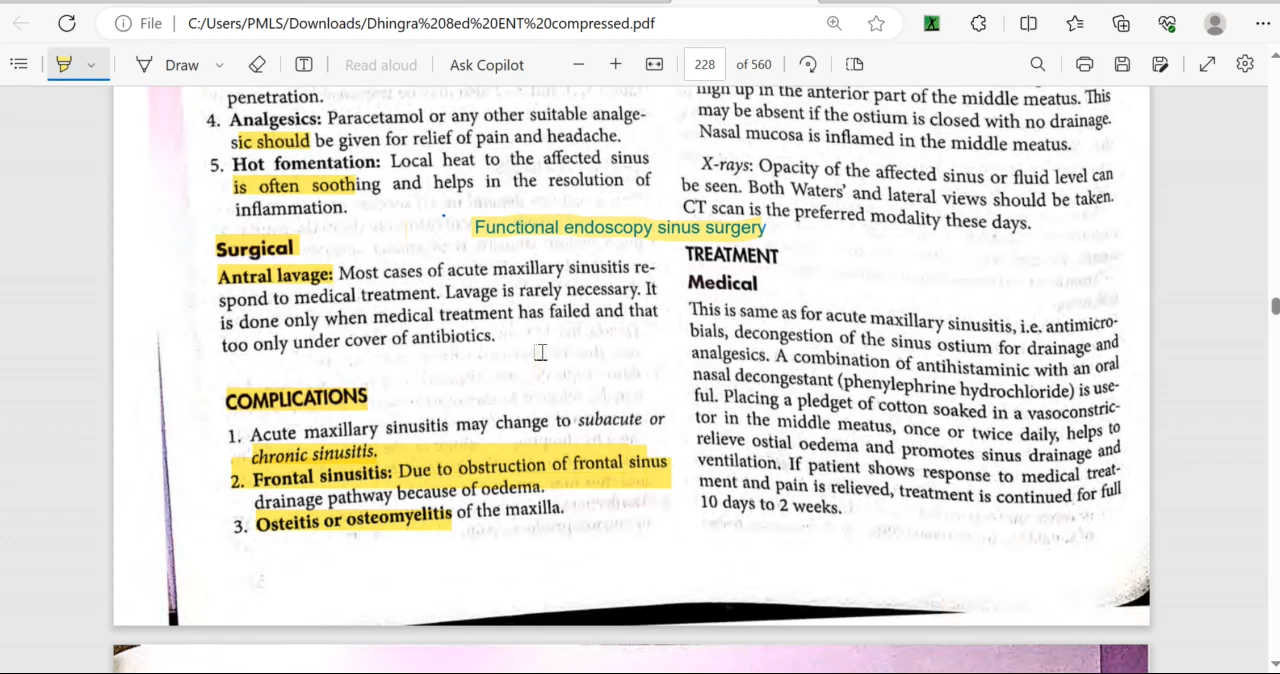 File
C:/Users/PMLS/Downloads/Dhingra%208ed%20ENT%20compressed.pdf
Draw
Read aloud
Ask Copilot
228
of 560
penetration.
4. Analgesics: Paracetamol or any other suitable analge-
sic should be given for relief of pain and headache.
5. Hot fomentation: Local heat to the affected sinus
is often soothing and helps in the resolution of
inflammation.
Functional endoscopy sinus surgery
Surgical
Antral lavage: Most cases of acute maxillary sinusitis re-
spond to medical treatment. Lavage is rarely necessary. It
is done only when medical treatment has failed and that
too only under cover of antibiotics.
COMPLICATIONS
1. Acute maxillary sinusitis may change to subacute or
chronic sinusitis.
2. Frontal sinusitis: Due to obstruction of frontal sinus
drainage pathway because of oedema.
3. Osteitis or osteomyelitis of the maxilla.
high up in the anterior part of the middle meatus. This
may be absent if the ostium is closed with no drainage.
Nasal mucosa is inflamed in the middle meatus.
X-rays: Opacity of the affected sinus or fluid level can
be seen. Both Waters' and lateral views should be taken.
CT scan is the preferred modality these days.
TREATMENT
Medical
This is same as for acute maxillary sinusitis, i.e. antimicro-
bials, decongestion of the sinus ostium for drainage and
analgesics. A combination of antihistaminic with an oral
nasal decongestant (phenylephrine hydrochloride) is use-
ful. Placing a pledget of cotton soaked in a vasoconstric-
tor in the middle meatus, once or twice daily, helps to
relieve ostial oedema and promotes sinus drainage and
ventilation. If patient shows response to medical treat-
ment and pain is relieved, treatment is continued for full
10 days to 2 weeks.